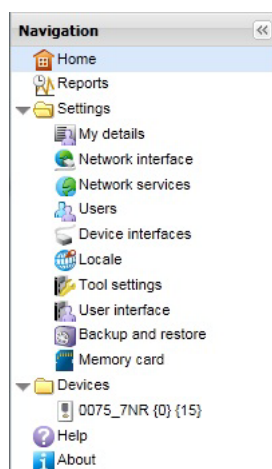 Navigation
Home
Reports
Settings
My details
Network interface
Network services
Users
Device interfaces
Locale
Tool settings
User interface
Backup and restore
Memory card
Devices
0075_7NR {0} {15}
Help
About